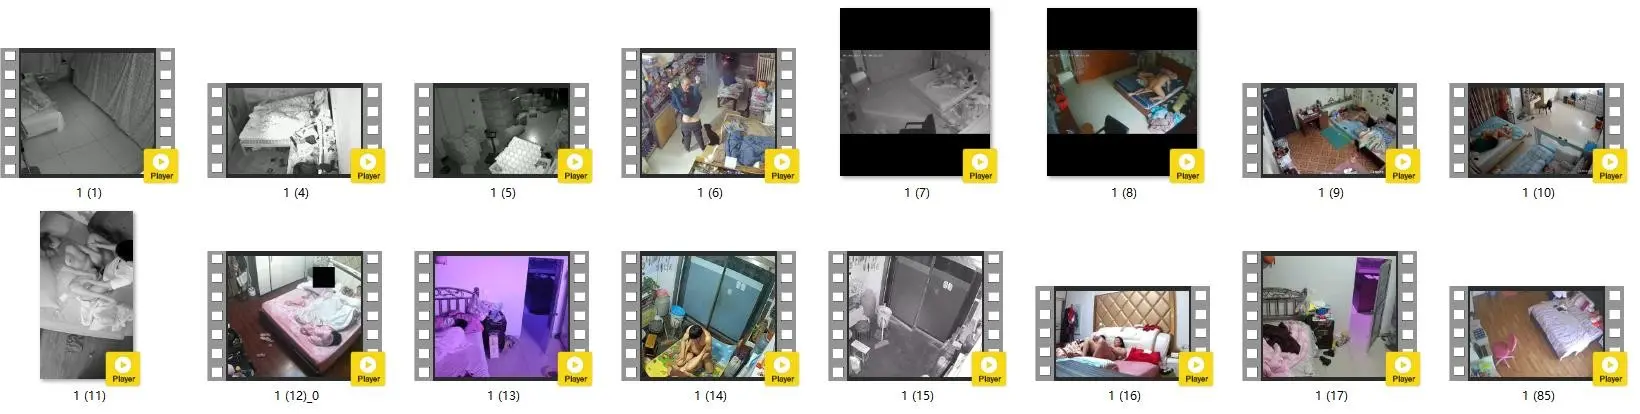 Player
Player
Player
Player
Player
Player
Player
Player
1 (1)
1 (4)
1 (5)
1 (6)
1 (7)
1 (8)
1 (9)
1 (10)
Player
Player
Player
Player
Player
Player
Player
Player
1 (11)
1 (12)_0
1 (13)
1 (14)
1 (15)
1 (16)
1 (17)
1 (85)